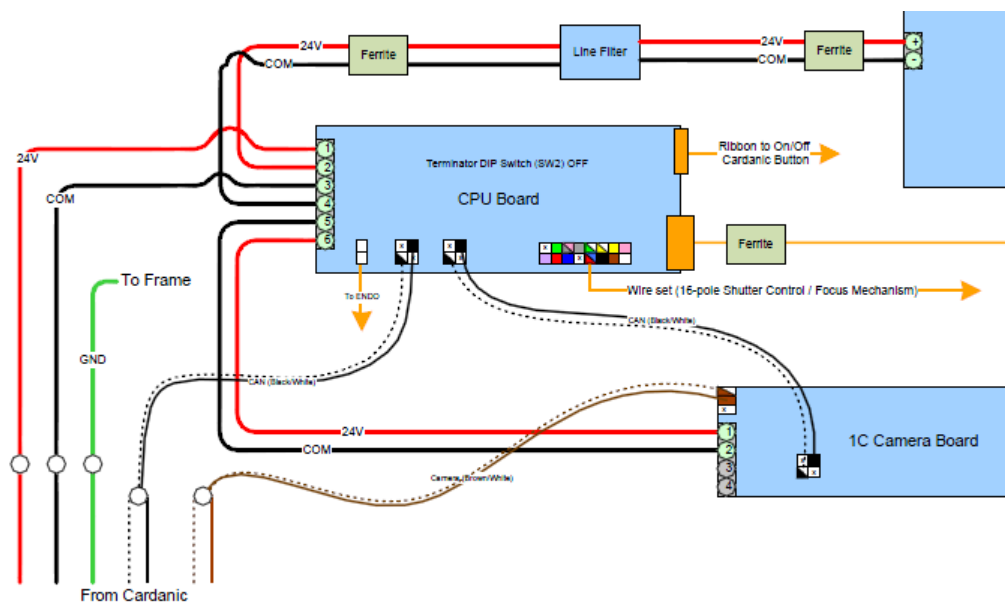 24V
Ferrite
Line Filter
24V
Ferrite
+
COM
COM
-
24V
1
2
COM
3
4
5
6
Terminator DIP Switch (SW2) OFF
CPU Board
Ribbon to On/Off
Cardanic Button
x
x
x
x
Ferrite
To Frame
To ENDO
Wire set (16-pole Shutter Control / Focus Mechanism)
CAN (Black/White)
GND
CAN (Black/White)
x
24V
1
COM
2
3
4
1C Camera Board
x
Camera (Brown/White)
From Cardanic